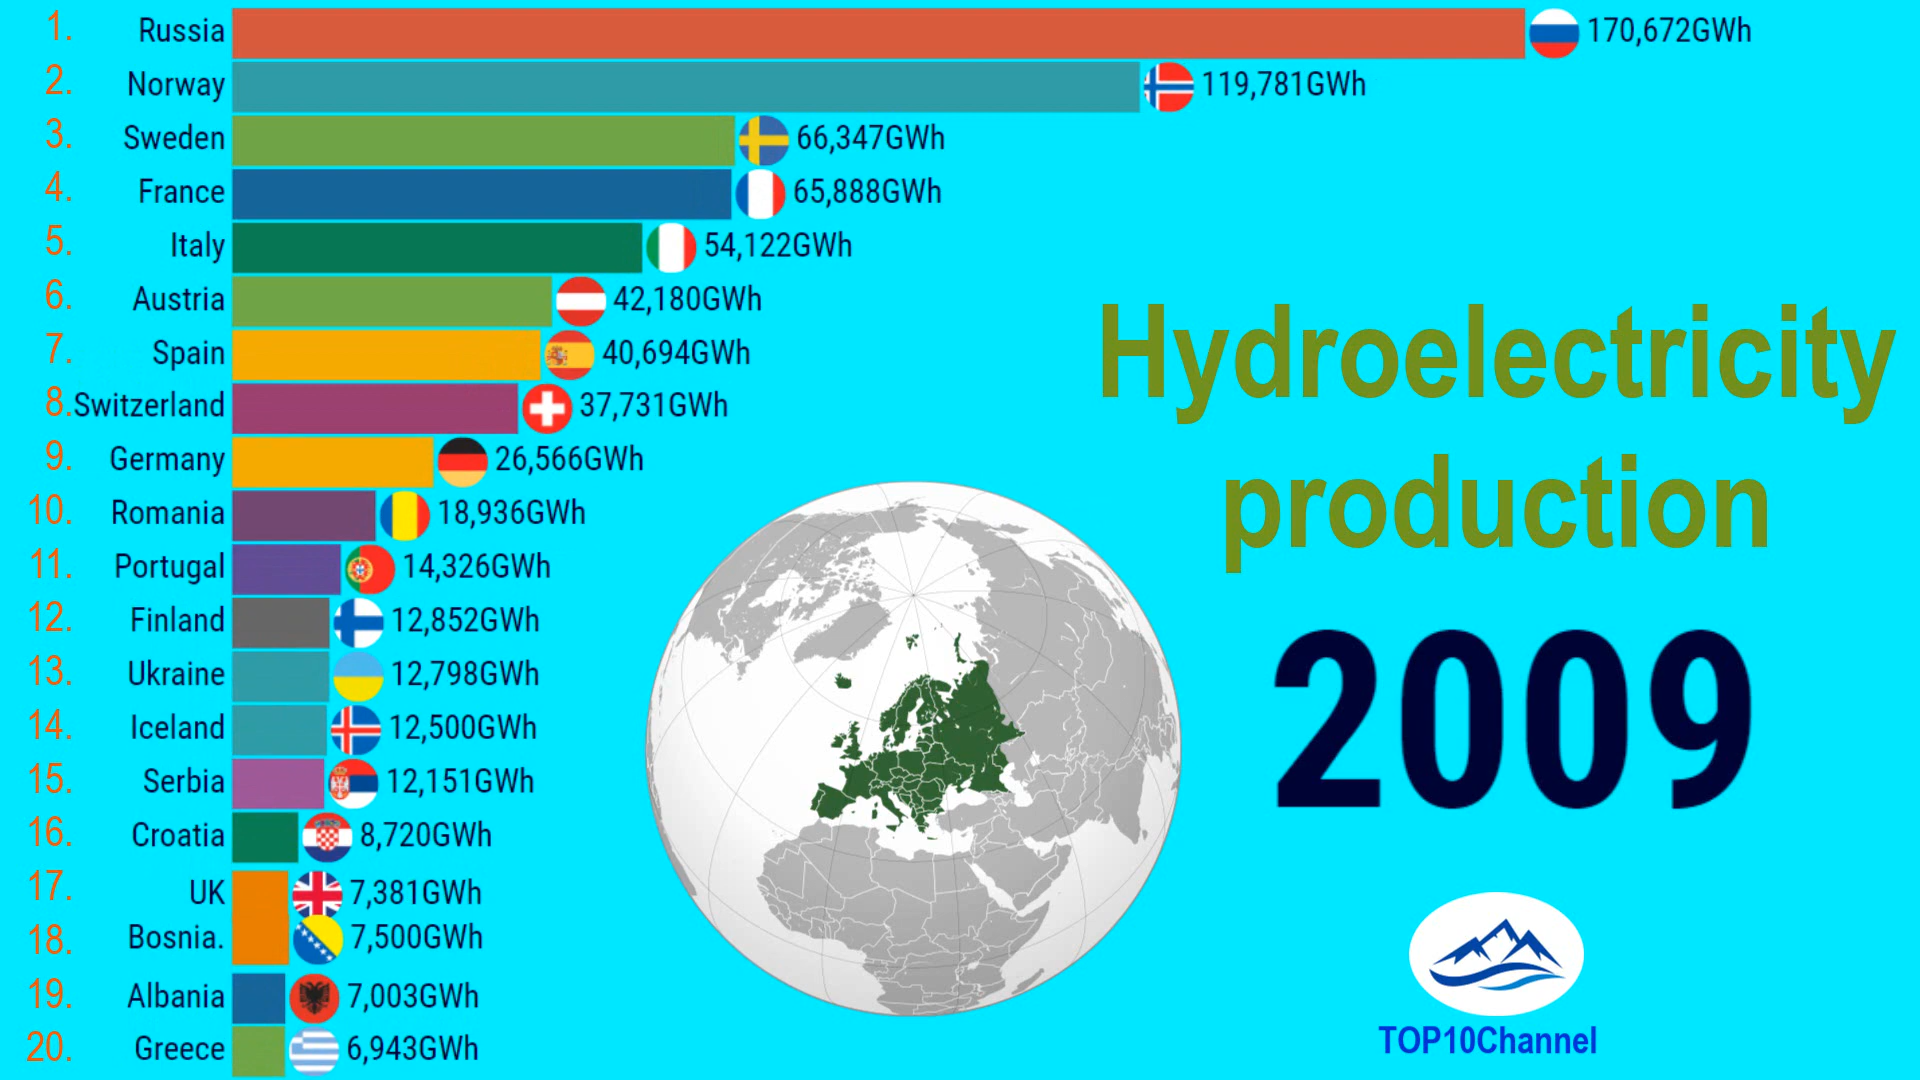 1. Russia 170,672GWh
2. Norway 119,781GWh
3. Sweden 66,347GWh
4. France 65,888GWh
5. Italy 54,122GWh
6. Austria 42,180GWh
7. Spain 40,694GWh
8. Switzerland 37,731GWh
9. Germany 26,566GWh
10. Romania 18,936GWh
11. Portugal 14,326GWh
12. Finland 12,852GWh
13. Ukraine 12,798GWh
14. Iceland 12,500GWh
15. Serbia 12,151GWh
16. Croatia 8,720GWh
17. UK 7,381GWh
18. Bosnia. 7,500GWh
19. Albania 7,003GWh
20. Greece 6,943GWh
Hydroelectricity
production
2009
TOP10Channel